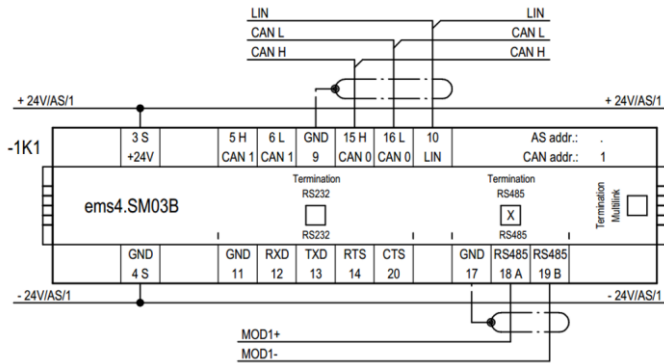 LIN LIN
CAN L CAN L
CAN H CAN H
+ 24V/AS/1 + 24V/AS/1
-1K1
3 S 5 H 6 L GND 15 H 16 L 10 AS addr.: .
+24V CAN 1 CAN 1 9 CAN 0 CAN 0 LIN CAN addr.: 1
Termination Termination
RS232 RS485
ems4.SM03B
X
Termination
Multilink
RS232 RS485
GND GND RXD TXD RTS CTS GND RS485 RS485
4 S 11 12 13 14 20 17 18 A 19 B
- 24V/AS/1 - 24V/AS/1
MOD1+
MOD1-